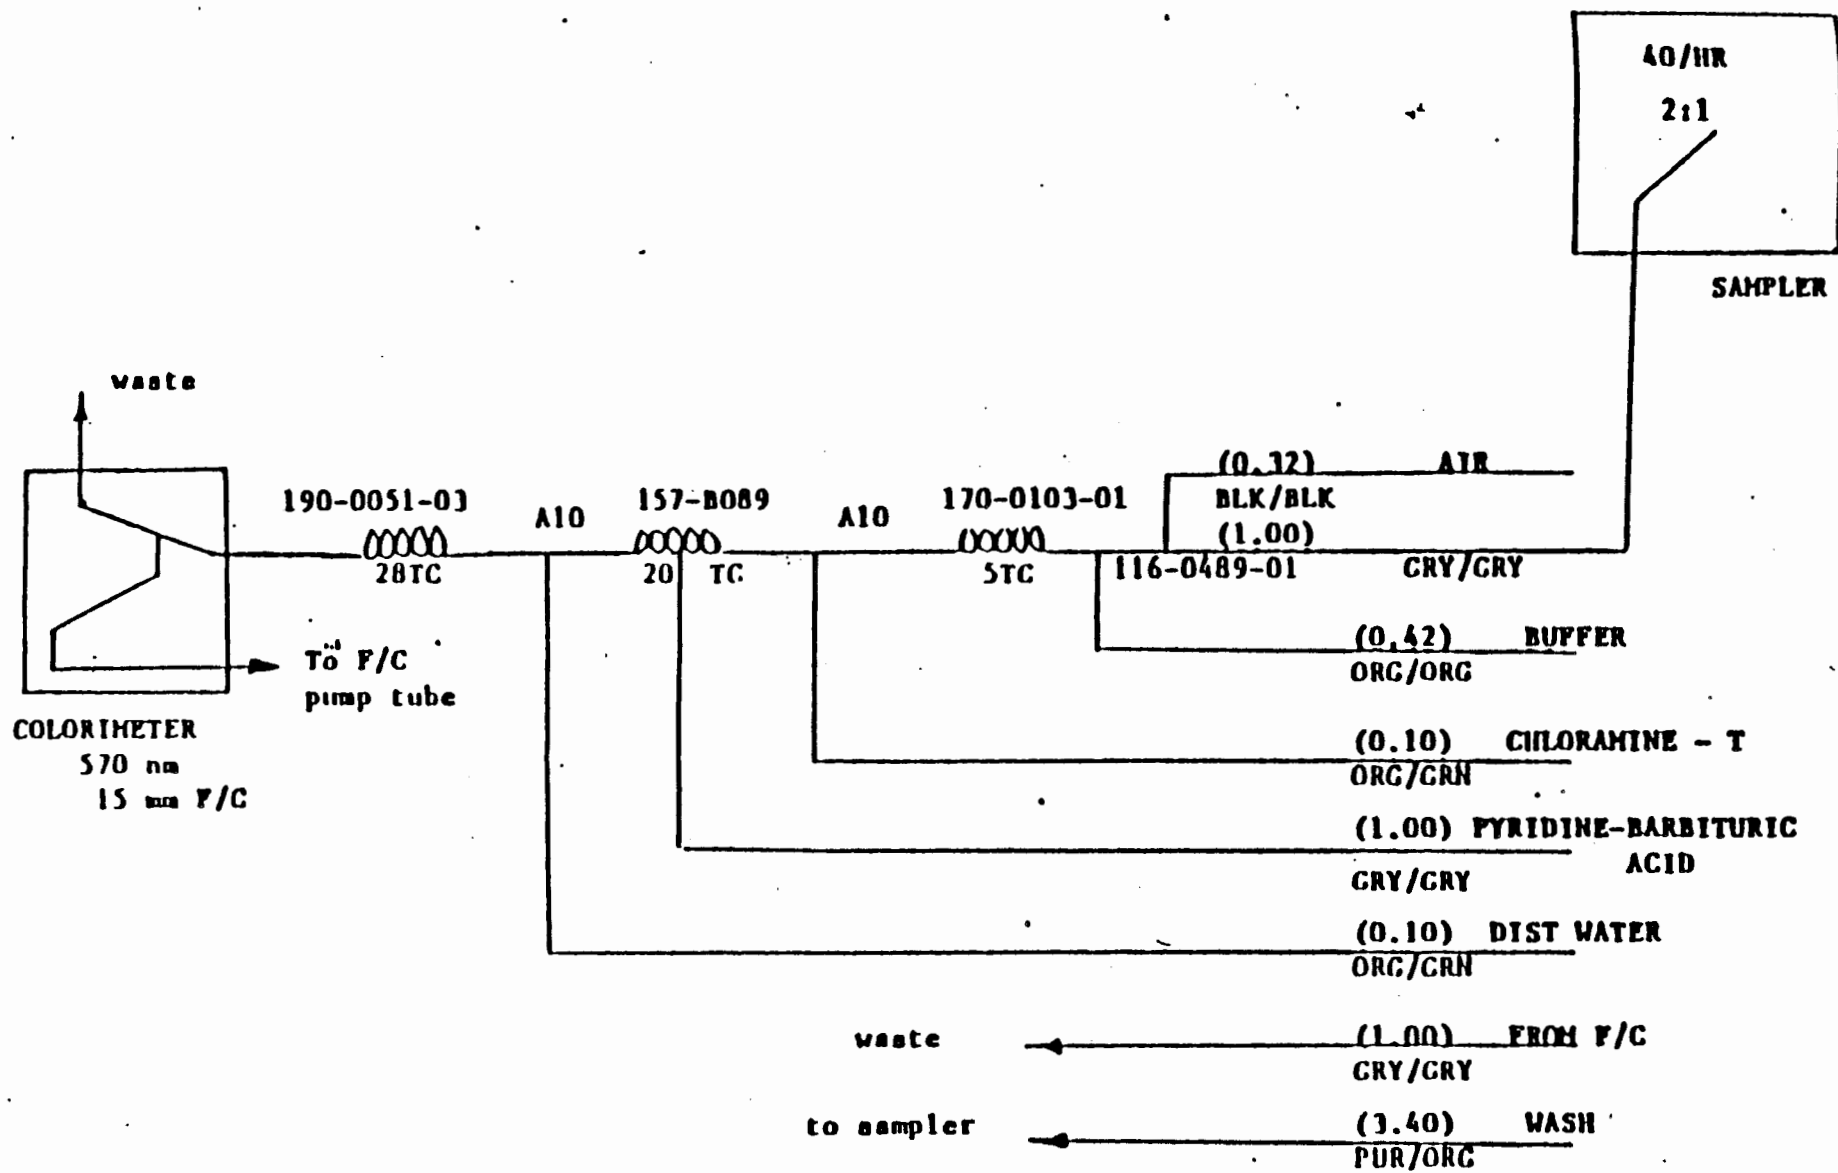 40/HR
2:1
SAMPLER
waste
(0.32) AIR
190-0051-03
A10
157-B089
A10
170-0103-01
BLK/BLK
(1.00)
28TC
20 TC
5TC
116-0489-01
GRY/GRY
(0.42) BUFFER
ORG/ORG
To F/C
pump tube
COLORIMETER
570 nm
15 mm F/C
(0.10) CHLORAMINE - T
ORG/GRN
(1.00) PYRIDINE-BARBITURIC
ACID
GRY/GRY
(0.10) DIST WATER
ORG/GRN
waste
(1.00) FROM F/C
GRY/GRY
to sampler
(3.40) WASH
PUR/ORG